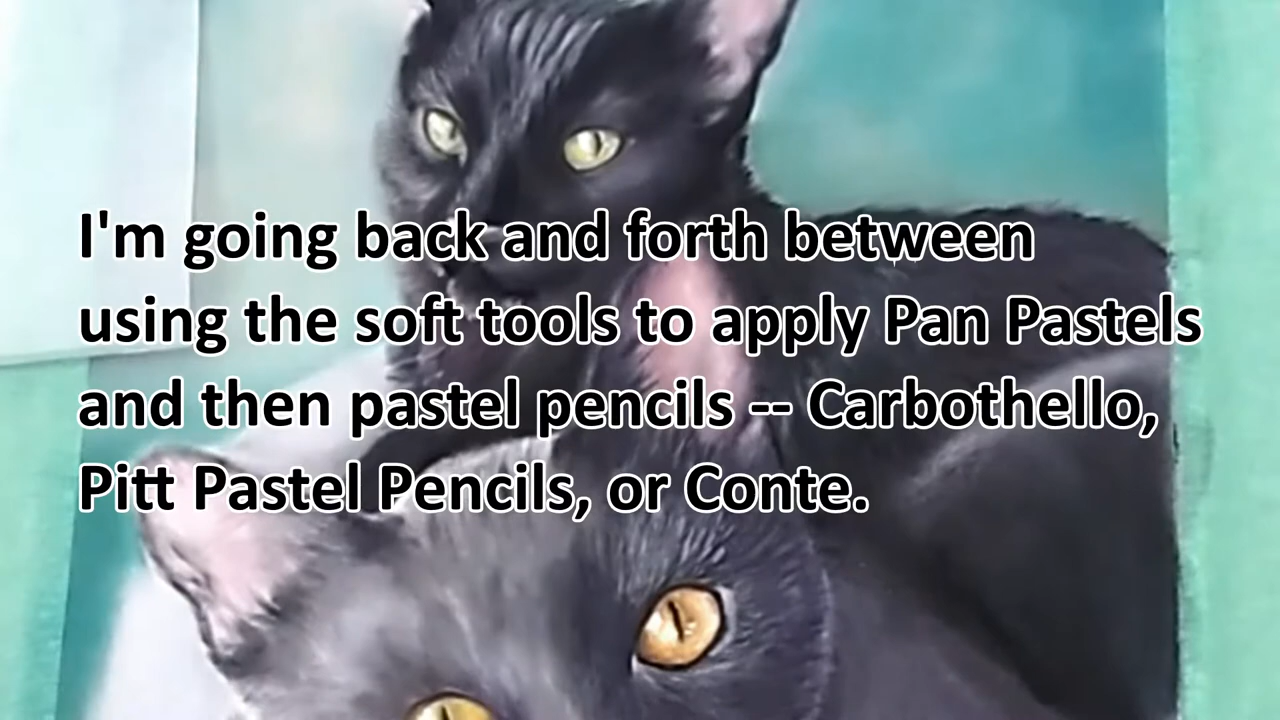 I'm going back and forth between
using the soft tools to apply Pan Pastels
and then pastel pencils -- Carbothello,
Pitt Pastel Pencils, or Conte.